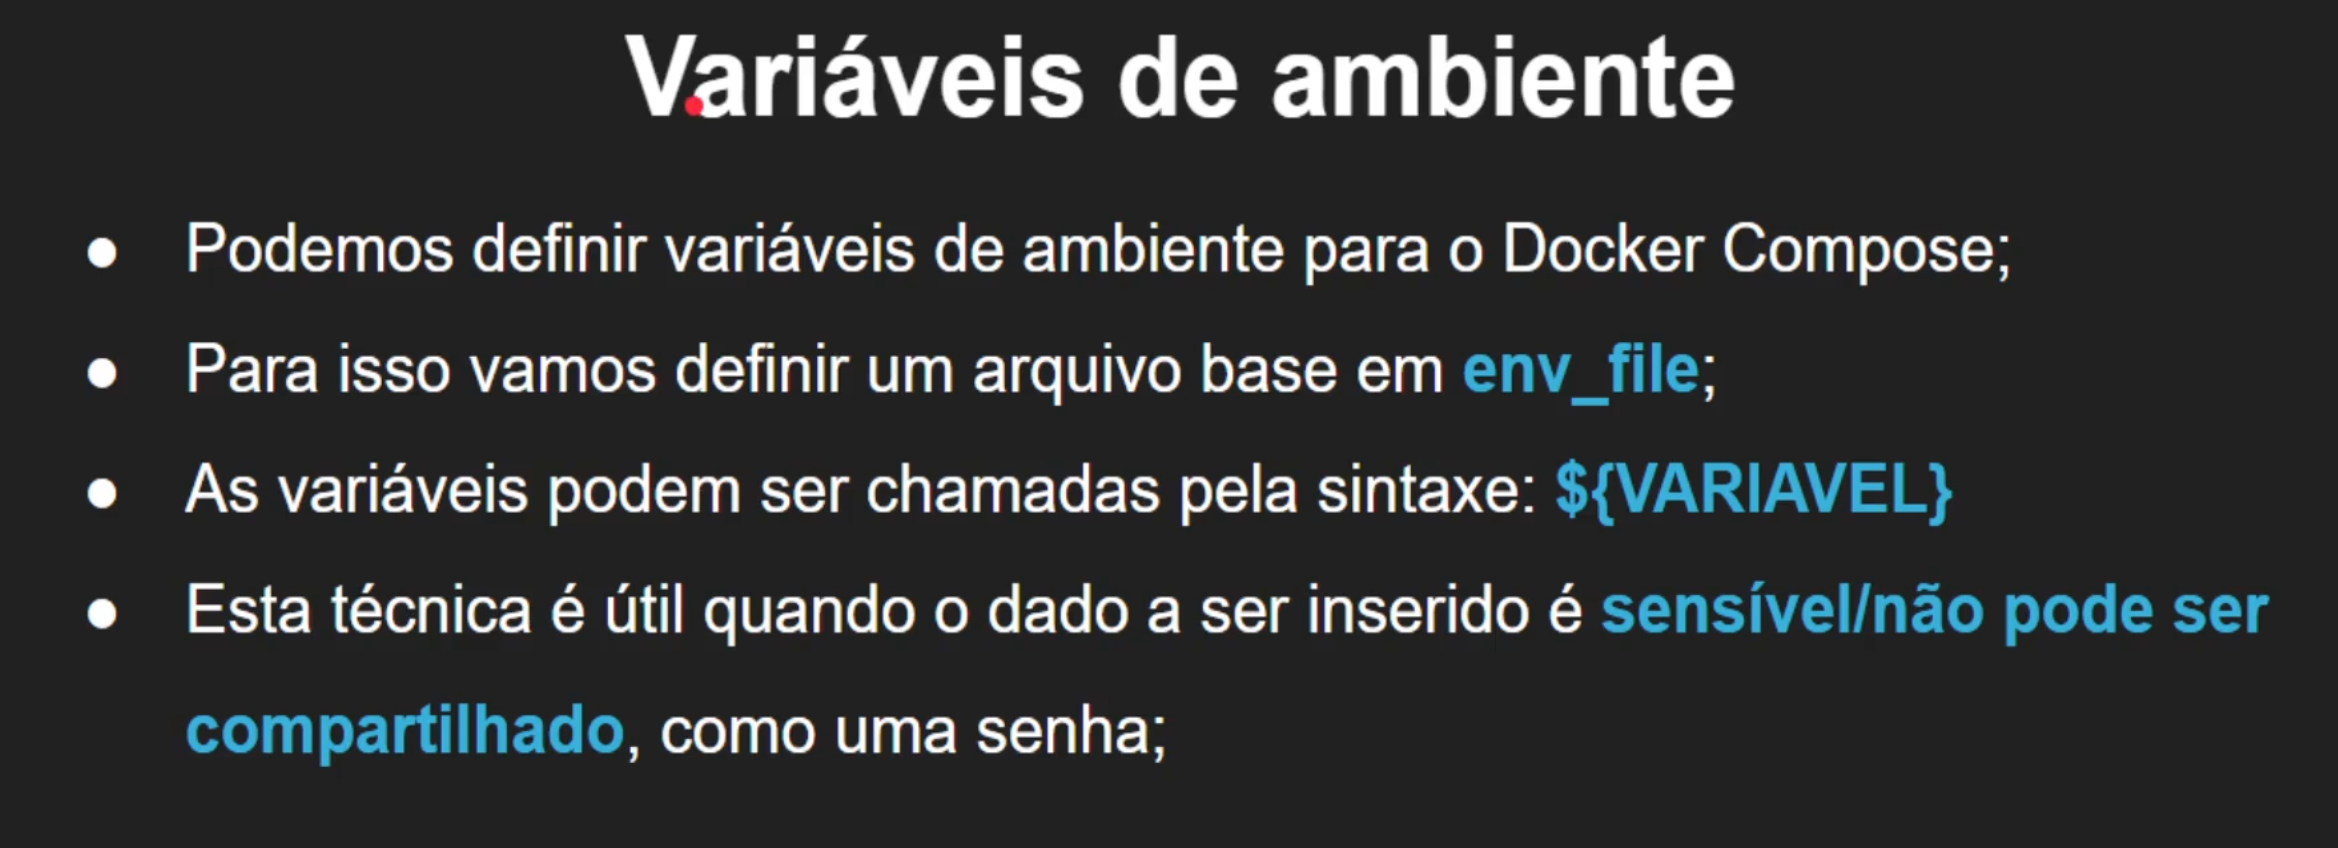 Variáveis de ambiente
● Podemos definir variáveis de ambiente para o Docker Compose;
● Para isso vamos definir um arquivo base em env_file;
● As variáveis podem ser chamadas pela sintaxe: ${VARIAVEL}
● Esta técnica é útil quando o dado a ser inserido é sensível/não pode ser
compartilhado, como uma senha;